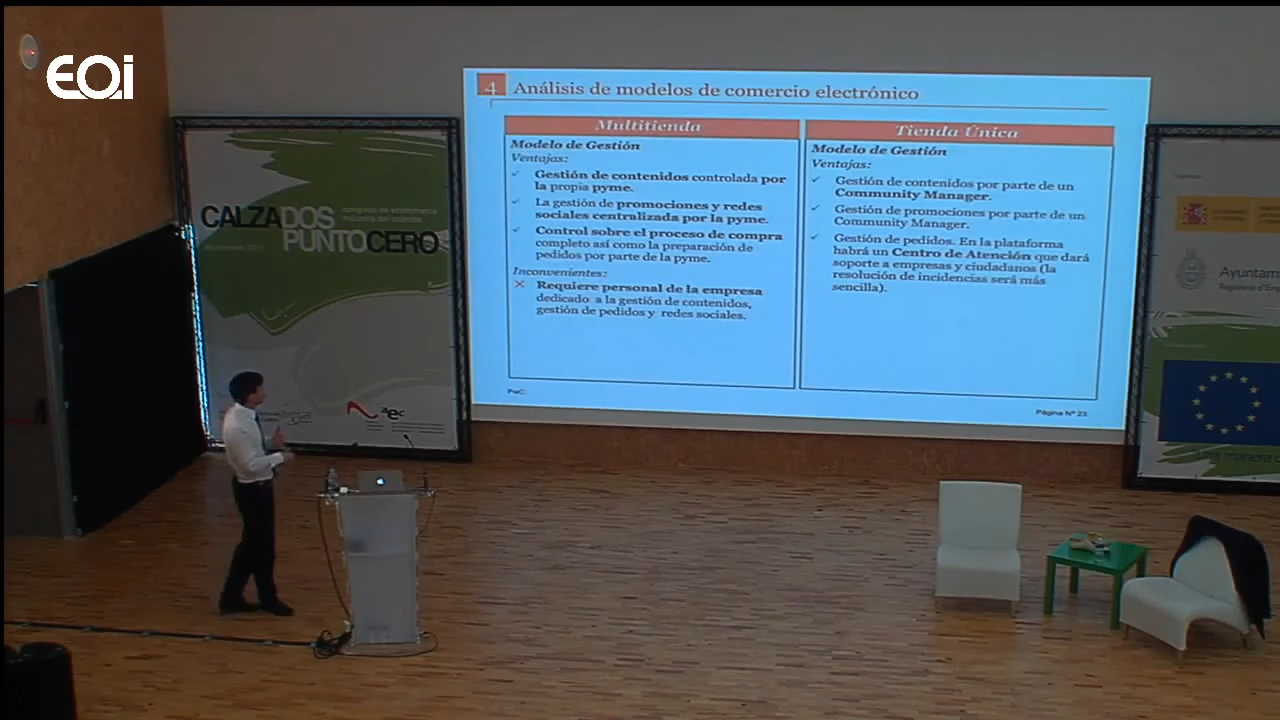 EOi
4 Análisis de modelos de comercio electrónico
Multitienda
Modelo de Gestión
Ventajas:
Gestión de contenidos controlada por
la propia pyme.
La gestión de promociones y redes
sociales centralizada por la pyme.
Control sobre el proceso de compra
completo así como la preparación de
pedidos por parte de la pyme.
Inconvenientes:
Requiere personal de la empresa
dedicado a la gestión de contenidos,
gestión de pedidos y redes sociales.
Tienda Única
Modelo de Gestión
Ventajas:
Gestión de contenidos por parte de un
Community Manager.
Gestión de promociones por parte de un
Community Manager.
Gestión de pedidos. En la plataforma
habrá un Centro de Atención que dará
soporte a empresas y ciudadanos (la
resolución de incidencias será más
sencilla).
PwC
Página Nº 23
CALZADOS
PUNTOCERO
congreso de ecommerce
industria del calzado
aec
Ayuntam